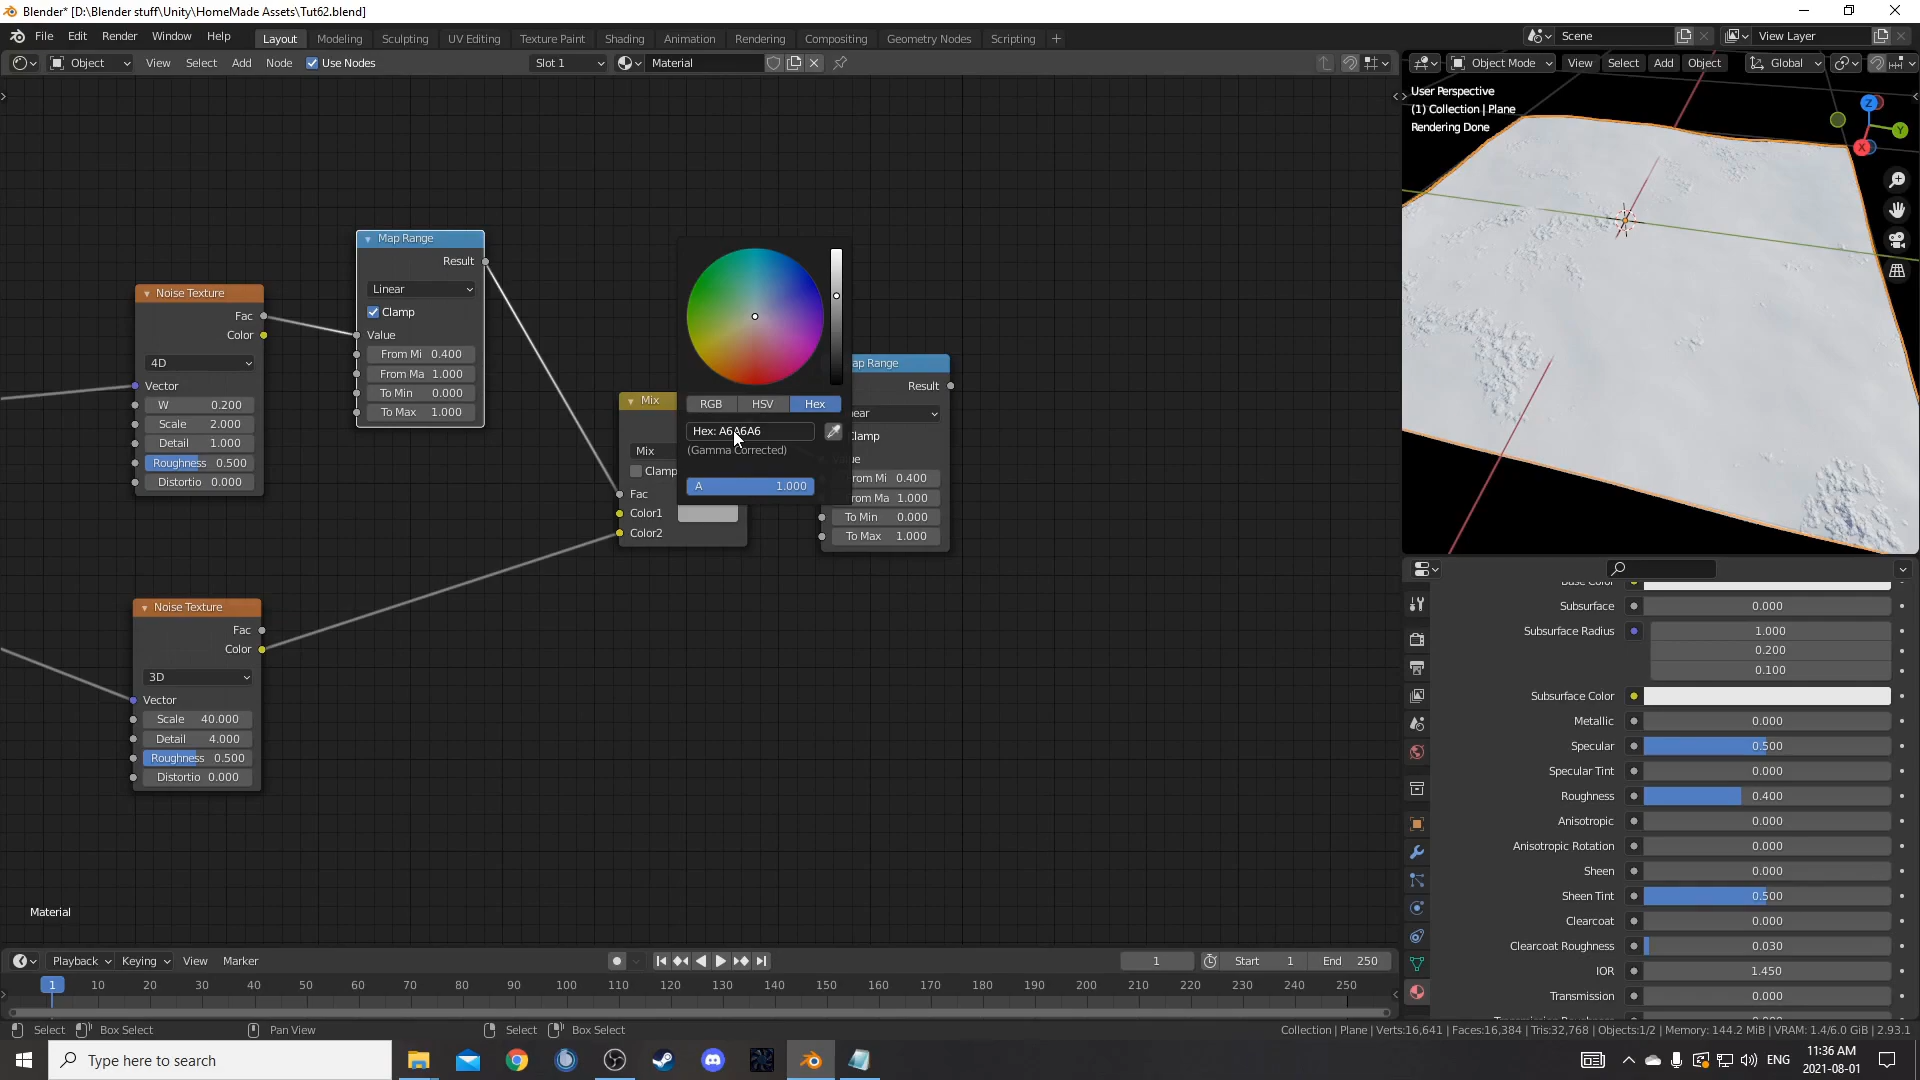 Blender* [D:\Blender stuff\Unity\HomeMade Assets\Tut62.blend]
File Edit Render Window Help Layout Modeling Sculpting UV Editing Texture Paint Shading Animation Rendering Compositing Geometry Nodes Scripting + Scene View Layer
Object View Select Add Node Use Nodes Slot 1 Material
Object Mode View Select Add Object Global
User Perspective
(1) Collection | Plane
Rendering Done
Z
Y
X
Map Range
Result
Linear
Clamp
Value
From Mi 0.400
From Ma 1.000
To Min 0.000
To Max 1.000
Noise Texture
Fac
Color
4D
Vector
W 0.200
Scale 2.000
Detail 1.000
Roughness 0.500
Distortio 0.000
Mix
Mix
Clamp
Fac
Color1
Color2
RGB HSV Hex
Hex: A6A6A6
(Gamma Corrected)
A 1.000
ap Range
Result
ear
Clamp
lue
rom Mi 0.400
rom Ma 1.000
To Min 0.000
To Max 1.000
Noise Texture
Fac
Color
3D
Vector
Scale 40.000
Detail 4.000
Roughness 0.500
Distortio 0.000
Material
Base Color
Subsurface 0.000
Subsurface Radius 1.000
0.200
0.100
Subsurface Color
Metallic 0.000
Specular 0.500
Specular Tint 0.000
Roughness 0.400
Anisotropic 0.000
Anisotropic Rotation 0.000
Sheen 0.000
Sheen Tint 0.500
Clearcoat 0.000
Clearcoat Roughness 0.030
IOR 1.450
Transmission 0.000
Transmission Roughness 0.000
Playback Keying View Marker 1 Start 1 End 250
1 10 20 30 40 50 60 70 80 90 100 110 120 130 140 150 160 170 180 190 200 210 220 230 240 250
Select Box Select Pan View Select Box Select Collection | Plane | Verts:16,641 | Faces:16,384 | Tris:32,768 | Objects:1/2 | Memory: 144.2 MiB | VRAM: 1.4/6.0 GiB | 2.93.1
Type here to search ENG 11:36 AM
2021-08-01